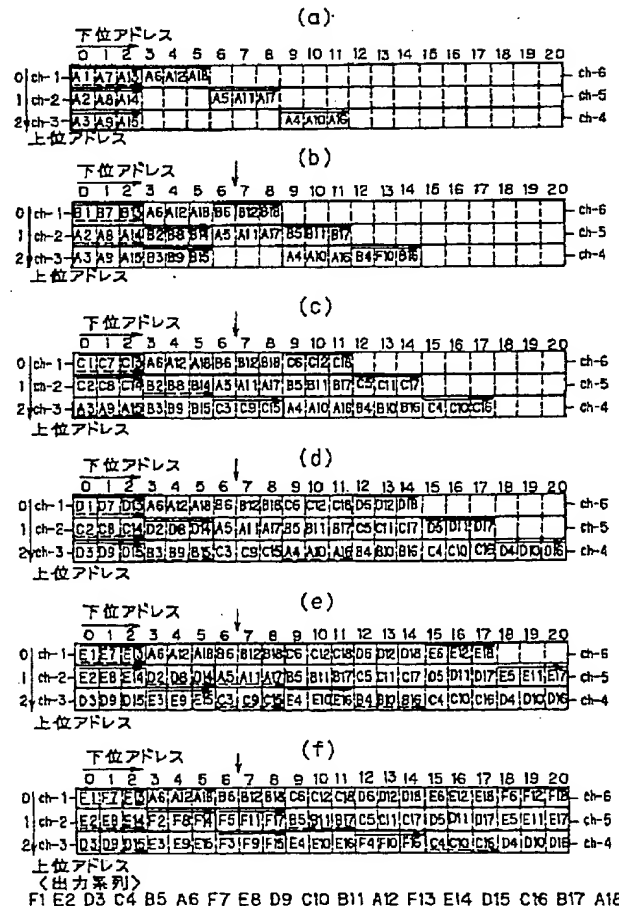 (a)
下位アドレス
0 1 2 3 4 5 6 7 8 9 10 11 12 13 14 15 16 17 18 19 20
0 ch-1 A1 A7 A13 A6 A12 A18 ch-6
1 ch-2 A2 A8 A14 A5 A11 A17 ch-5
2 ch-3 A3 A9 A15 A4 A10 A16 ch-4
上位アドレス
(b)
下位アドレス
0 1 2 3 4 5 6 7 8 9 10 11 12 13 14 15 16 17 18 19 20
0 ch-1 B1 B7 B13 A6 A12 A18 B6 B12 B18 ch-6
1 ch-2 A2 A8 A14 B2 B8 B14 A5 A11 A17 B5 B11 B17 ch-5
2 ch-3 A3 A9 A15 B3 B9 B15 A4 A10 A16 B4 F10 B16 ch-4
上位アドレス
(c)
下位アドレス
0 1 2 3 4 5 6 7 8 9 10 11 12 13 14 15 16 17 18 19 20
0 ch-1 C1 C7 C13 A6 A12 A18 B6 B12 B18 C6 C12 C18 ch-6
1 ch-2 C2 C8 C14 B2 B8 B14 A5 A11 A17 B5 B11 B17 C5 C11 C17 ch-5
2 ch-3 A3 A9 A15 B3 B9 B15 C3 C9 C15 A4 A10 A16 B4 B10 B16 C4 C10 C16 ch-4
上位アドレス
(d)
下位アドレス
0 1 2 3 4 5 6 7 8 9 10 11 12 13 14 15 16 17 18 19 20
0 ch-1 D1 D7 D13 A6 A12 A18 B6 B12 B18 C6 C12 C18 D6 D12 D18 ch-6
1 ch-2 C2 C8 C14 D2 D8 D14 A5 A11 A17 B5 B11 B17 C5 C11 C17 D5 D11 D17 ch-5
2 ch-3 D3 D9 D15 B3 B9 B15 C3 C9 C15 A4 A10 A16 B4 B10 B16 C4 C10 C16 D4 D10 D16 ch-4
上位アドレス
(e)
下位アドレス
0 1 2 3 4 5 6 7 8 9 10 11 12 13 14 15 16 17 18 19 20
0 ch-1 E1 E7 E13 A6 A12 A18 B6 B12 B18 C6 C12 C18 D6 D12 D18 E6 E12 E18 ch-6
1 ch-2 E2 E8 E14 D2 D8 D14 A5 A11 A17 B5 B11 B17 C5 C11 C17 D5 D11 D17 E5 E11 E17 ch-5
2 ch-3 D3 D9 D15 E3 E9 E15 C3 C9 C15 E4 E10 E16 B4 B10 B16 C4 C10 C16 D4 D10 D16 ch-4
上位アドレス
(f)
下位アドレス
0 1 2 3 4 5 6 7 8 9 10 11 12 13 14 15 16 17 18 19 20
0 ch-1 E1 F7 E13 A6 A12 A18 B6 B12 B18 C6 C12 C18 D6 D12 D18 E6 E12 E18 F6 F12 F18 ch-6
1 ch-2 E2 E8 E14 F2 F8 F14 F5 F11 F17 B5 B11 B17 C5 C11 C17 D5 D11 D17 E5 E11 E17 ch-5
2 ch-3 D3 D9 D15 E3 E9 E15 F3 F9 F15 E4 E10 E16 F4 F10 F16 C4 C10 C16 D4 D10 D16 ch-4
上位アドレス
〈出力系列〉
F1 E2 D3 C4 B5 A6 F7 E8 D9 C10 B11 A12 F13 E14 D15 C16 B17 A18